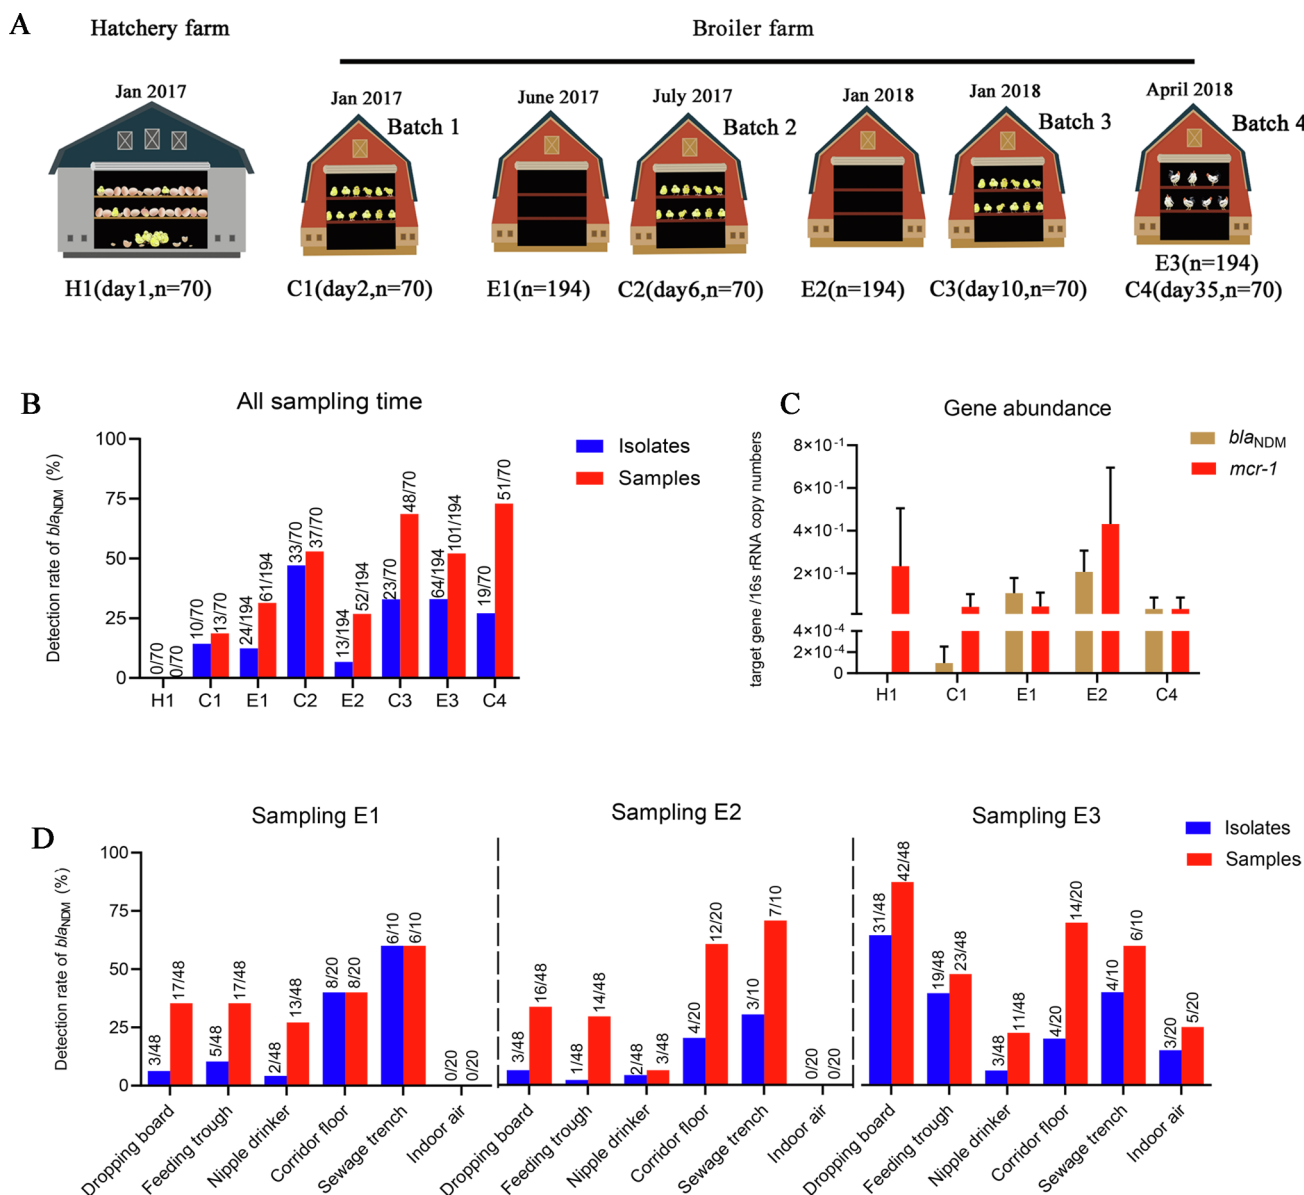 A
Hatchery farm
Broiler farm
Jan 2017
Jan 2017
Batch 1
June 2017
July 2017
Batch 2
Jan 2018
Jan 2018
Batch 3
April 2018
Batch 4
H1(day1,n=70)
C1(day2,n=70)
E1(n=194)
C2(day6,n=70)
E2(n=194)
C3(day10,n=70)
E3(n=194)
C4(day35,n=70)
B
All sampling time
Isolates
Samples
Detection rate of blaNDM (%)
100
75
50
25
0
0/70
0/70
10/70
13/70
24/194
61/194
33/70
37/70
13/194
52/194
23/70
48/70
64/194
101/194
19/70
51/70
H1 C1 E1 C2 E2 C3 E3 C4
C
Gene abundance
blaNDM
mcr-1
target gene /16s rRNA copy numbers
8×10⁻¹
6×10⁻¹
4×10⁻¹
2×10⁻¹
4×10⁻⁴
2×10⁻⁴
0
H1 C1 E1 E2 C4
D
Sampling E1
Sampling E2
Sampling E3
Isolates
Samples
Detection rate of blaNDM (%)
100
75
50
25
0
3/48
17/48
5/48
17/48
2/48
13/48
8/20
8/20
6/10
6/10
0/20
0/20
3/48
16/48
1/48
14/48
2/48
3/48
4/20
12/20
3/10
7/10
0/20
0/20
31/48
42/48
19/48
23/48
3/48
11/48
4/20
14/20
4/10
6/10
3/20
5/20
Dropping board
Feeding trough
Nipple drinker
Corridor floor
Sewage trench
Indoor air
Dropping board
Feeding trough
Nipple drinker
Corridor floor
Sewage trench
Indoor air
Dropping board
Feeding trough
Nipple drinker
Corridor floor
Sewage trench
Indoor air